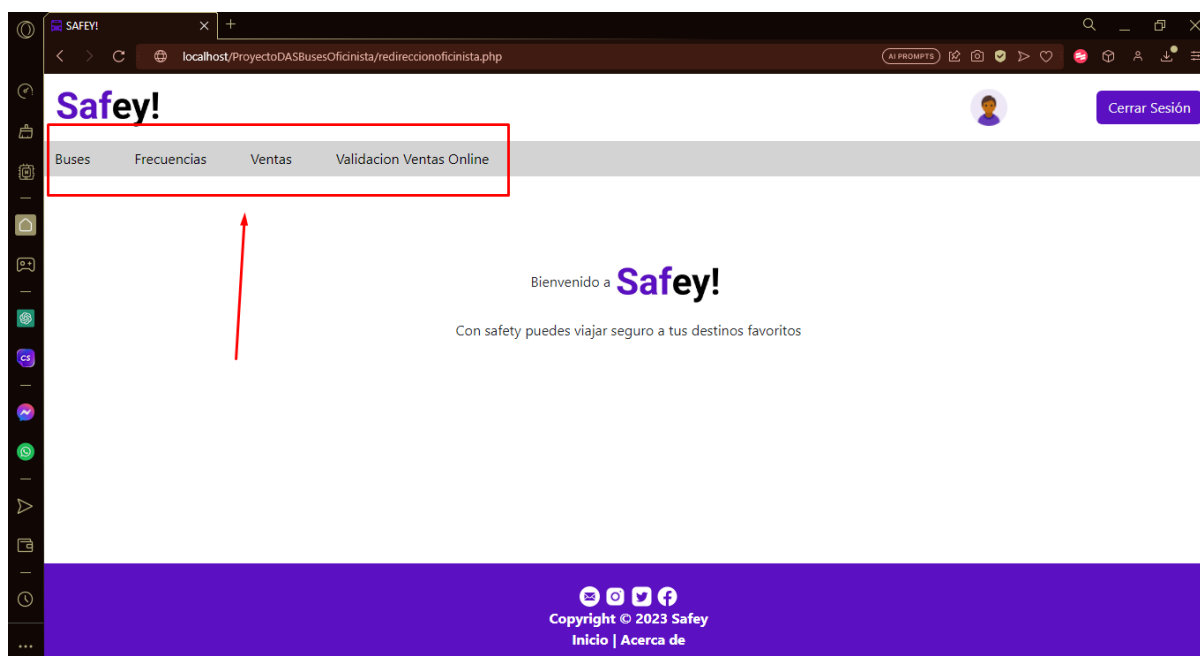 SAFEY!
localhost/ProyectoDASBusesOficinista/redireccionoficinista.php
AI PROMPTS
Safey!
Cerrar Sesión
Buses Frecuencias Ventas Validacion Ventas Online
Bienvenido a Safey!
Con safety puedes viajar seguro a tus destinos favoritos
CS
Copyright © 2023 Safey
Inicio | Acerca de